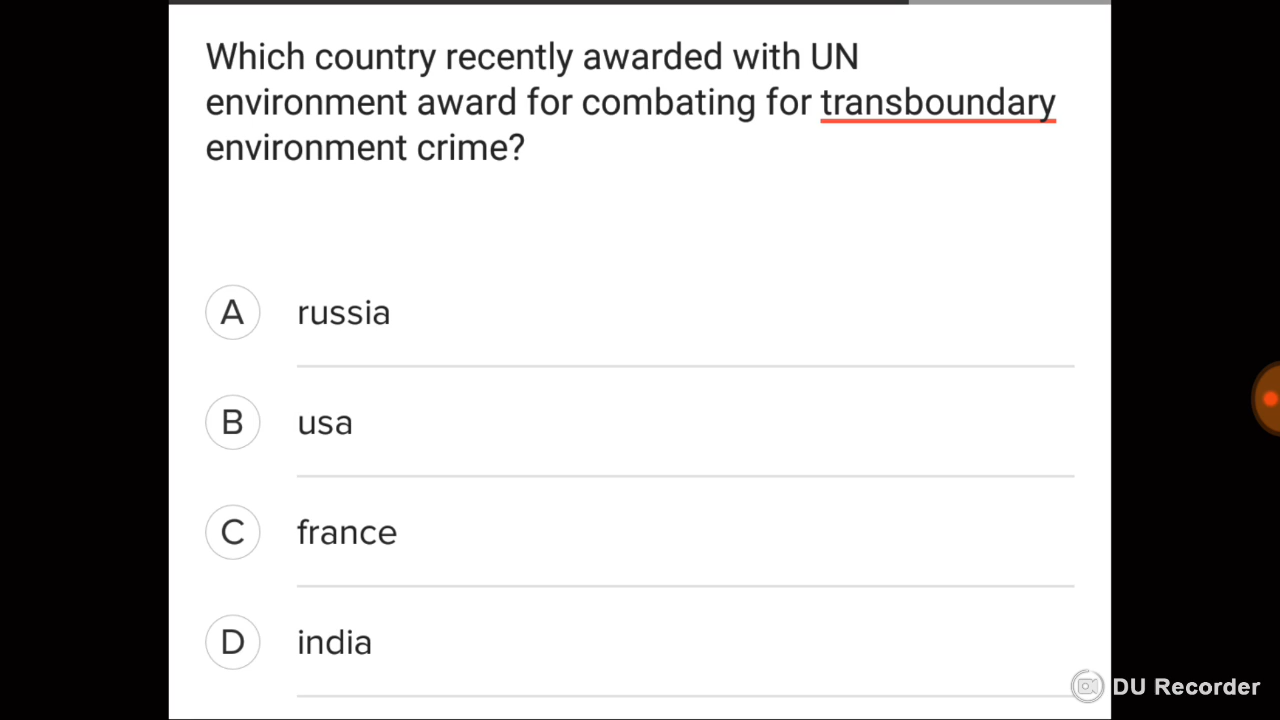 Which country recently awarded with UN
environment award for combating for transboundary
environment crime?
A russia
B usa
C france
D india
DU Recorder